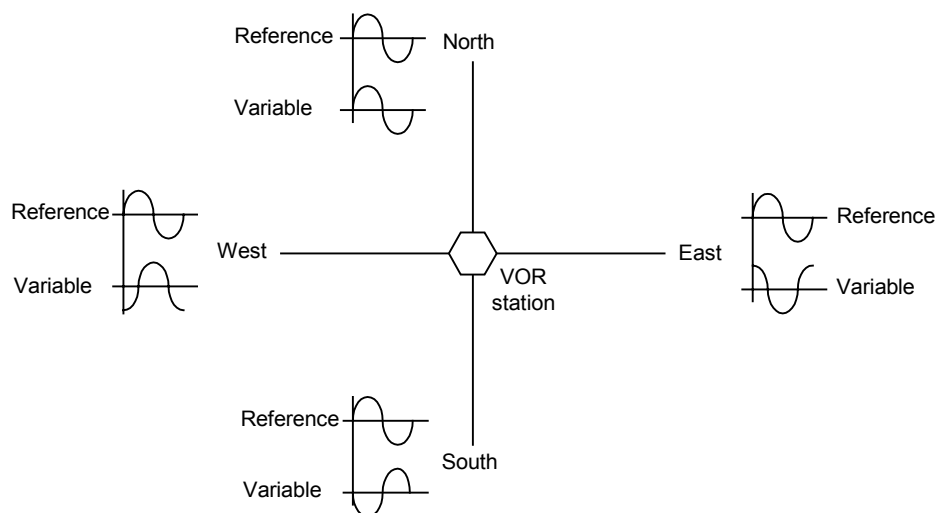 Reference
North
Variable
Reference
Variable
West
VOR
station
East
Reference
Variable
Reference
Variable
South